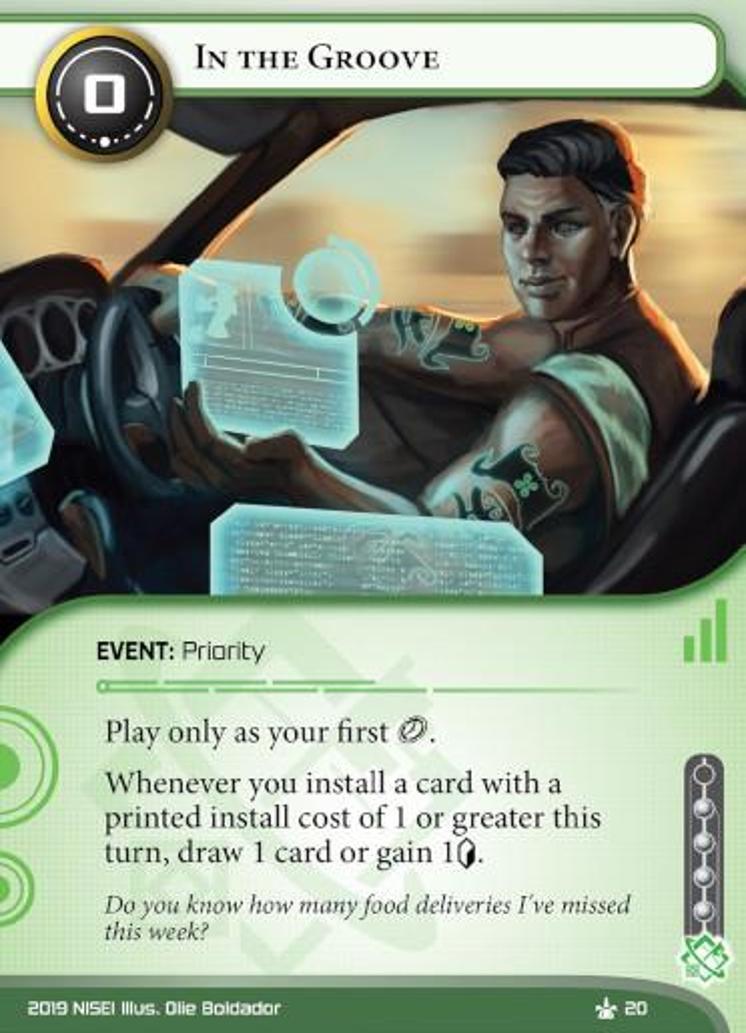 0
In the Groove
EVENT: Priority
Play only as your first .
Whenever you install a card with a
printed install cost of 1 or greater this
turn, draw 1 card or gain 1.
Do you know how many food deliveries I've missed
this week?
2019 NISEI Illus. Olie Boldador
20